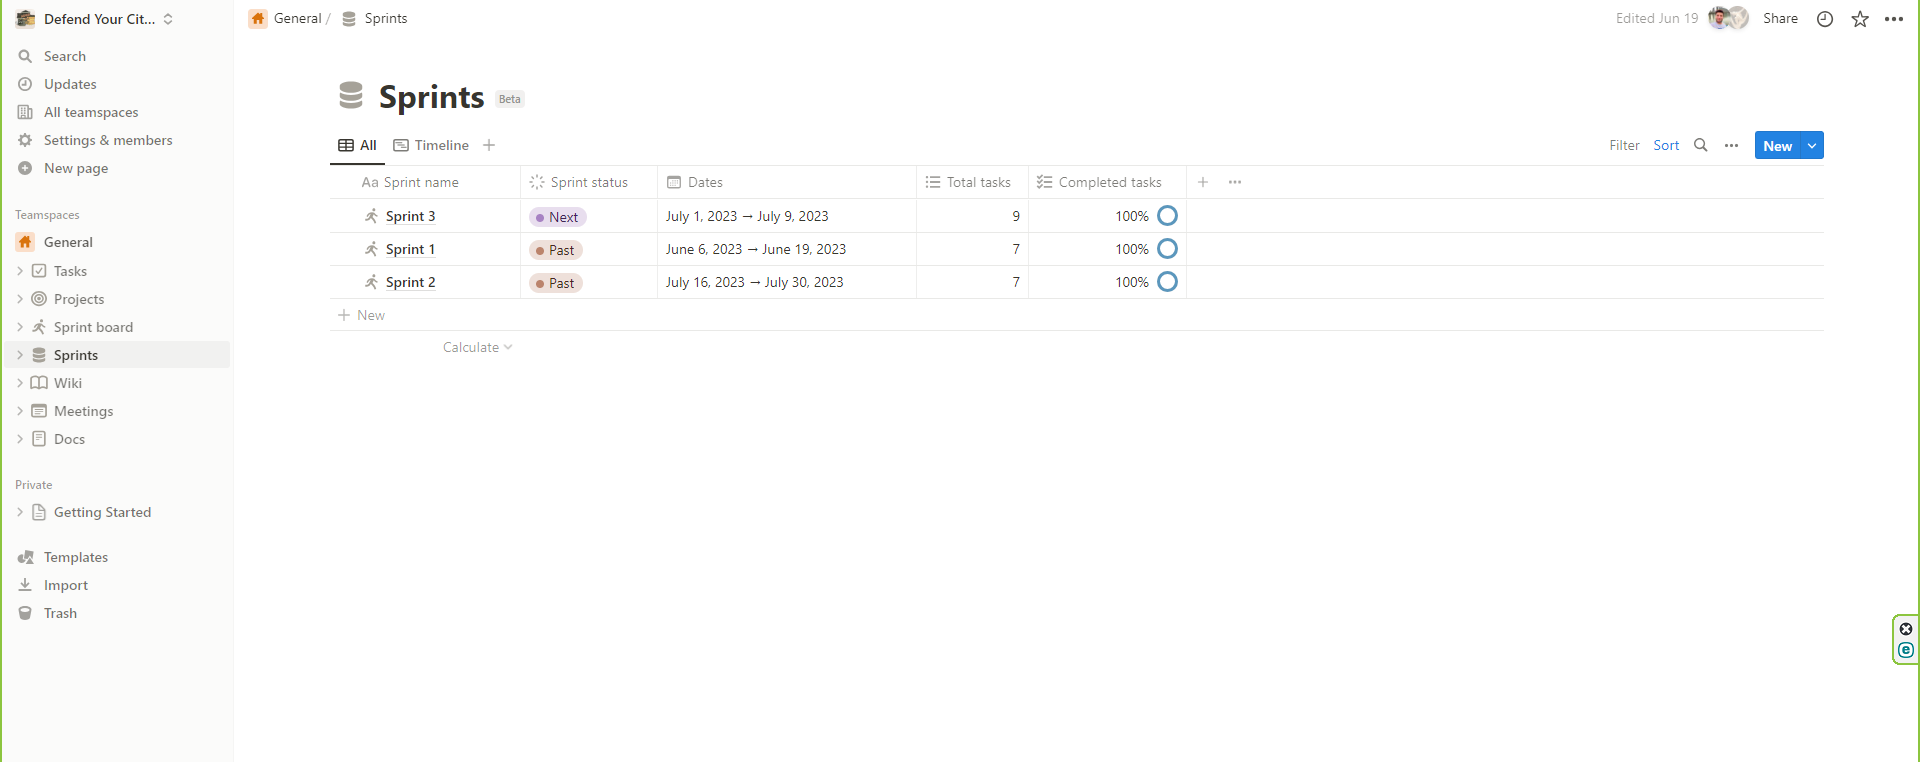 Defend Your Cit...
Search
Updates
All teamspaces
Settings & members
New page
Teamspaces
General
Tasks
Projects
Sprint board
Sprints
Wiki
Meetings
Docs
Private
Getting Started
Templates
Import
Trash
General / Sprints
Edited Jun 19 Share
Sprints Beta
All Timeline
Filter Sort New
Aa Sprint name Sprint status Dates Total tasks Completed tasks
Sprint 3 Next July 1, 2023 → July 9, 2023 9 100%
Sprint 1 Past June 6, 2023 → June 19, 2023 7 100%
Sprint 2 Past July 16, 2023 → July 30, 2023 7 100%
New
Calculate